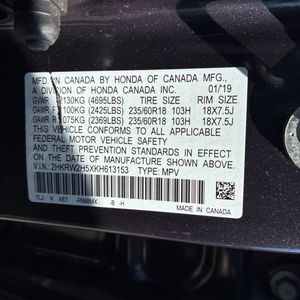 MFD. IN CANADA BY HONDA OF CANADA MFG.,
A DIVISION OF HONDA CANADA INC. 01/19
GVWR 2130KG (4695LBS) TIRE SIZE RIM SIZE
GAWR F 1100KG (2425LBS) 235/60R18 103H 18X7.5J
GAWR R 1075KG (2369LBS) 235/60R18 103H 18X7.5J
THIS VEHICLE CONFORMS TO ALL APPLICABLE
FEDERAL MOTOR VEHICLE SAFETY AND
THEFT PREVENTION STANDARDS IN EFFECT
ON THE DATE OF MANUFACTURE SHOWN ABOVE.
V.I.N.: 2HKRW2H5XKH613153 TYPE: MPV
TLJ K AE7- -PB88MX -B -H
MADE IN CANADA